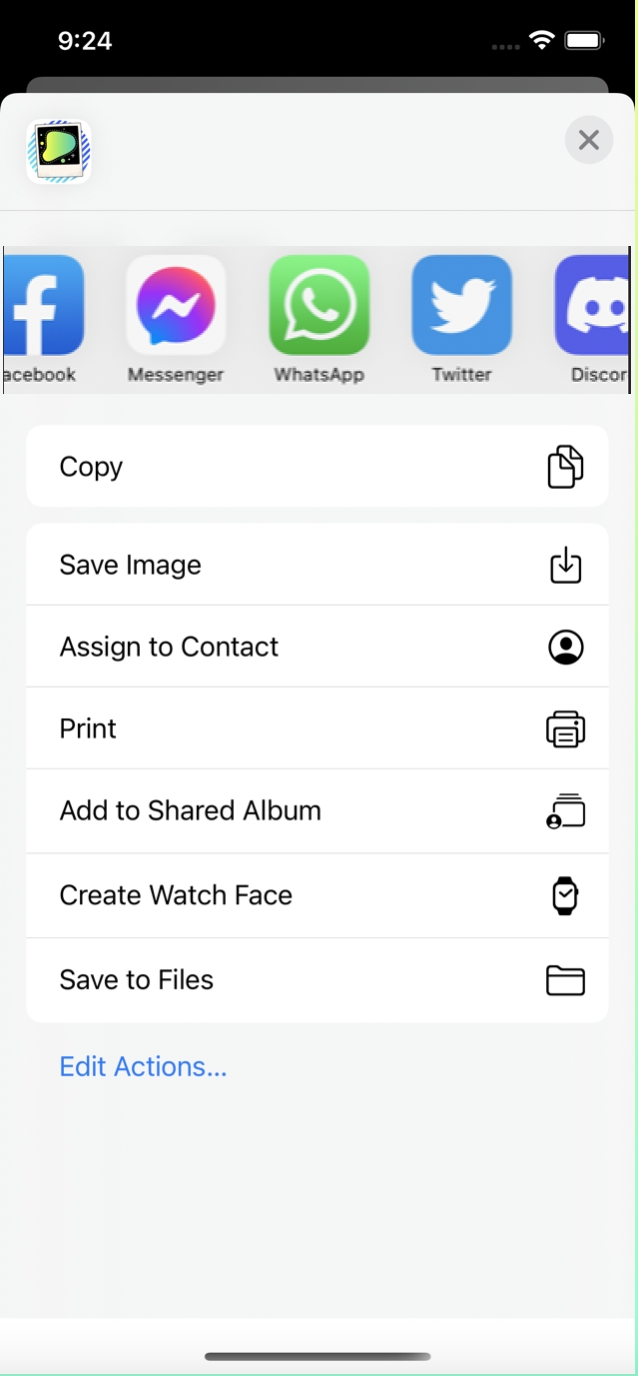 9:24
acebook
Messenger
WhatsApp
Twitter
Discor
Copy
Save Image
Assign to Contact
Print
Add to Shared Album
Create Watch Face
Save to Files
Edit Actions...